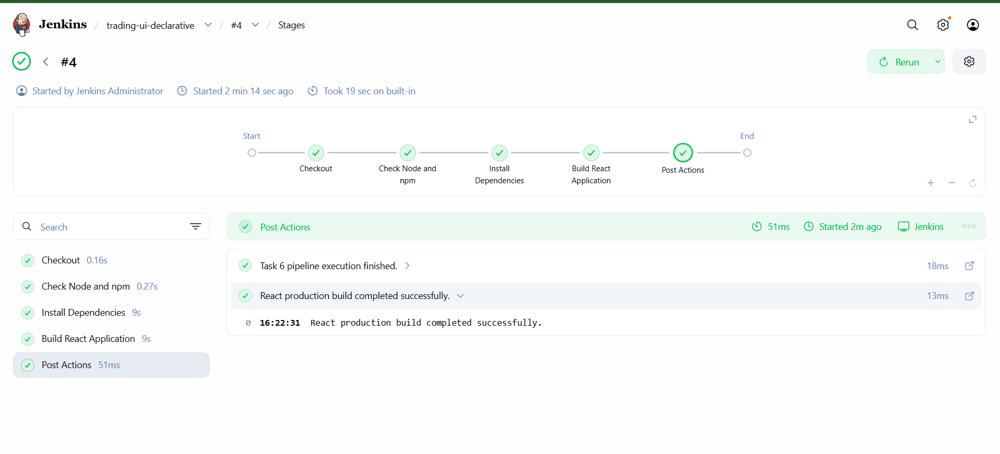 Jenkins / trading-ui-declarative / #4 / Stages
#4
Rerun
Started by Jenkins Administrator Started 2 min 14 sec ago Took 19 sec on built-in
Start End
Checkout
Check Node and npm
Install Dependencies
Build React Application
Post Actions
Search
Checkout 0.16s
Check Node and npm 0.27s
Install Dependencies 9s
Build React Application 9s
Post Actions 51ms
Post Actions 51ms Started 2m ago Jenkins
Task 6 pipeline execution finished. 18ms
React production build completed successfully. 13ms
0 16:22:31 React production build completed successfully.